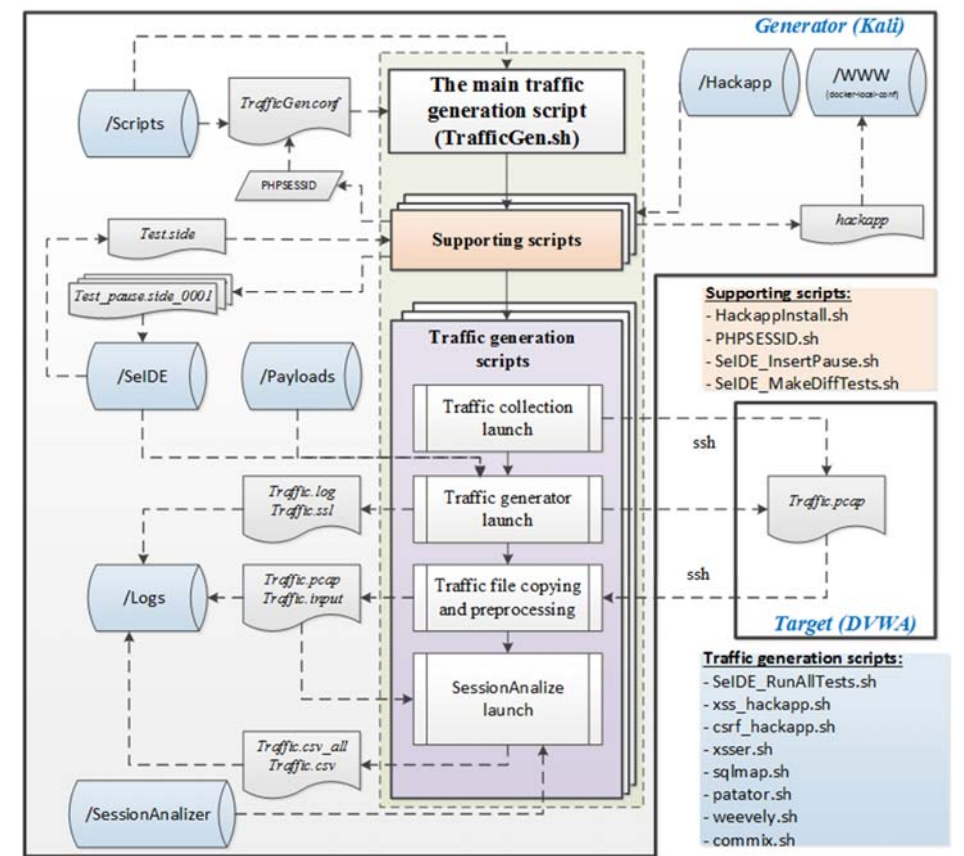 Generator (Kali)
The main traffic
generation script
(TrafficGen.sh)
/Scripts
TrafficGen.conf
PHPSESSID
/Hackapp
/WWW
(docker-local-conf)
hackapp
Test.side
Supporting scripts
Test_pause.side_0001
/SeIDE
/Payloads
Supporting scripts:
- HackappInstall.sh
- PHPSESSID.sh
- SeIDE_InsertPause.sh
- SeIDE_MakeDiffTests.sh
Traffic generation
scripts
Traffic collection
launch
ssh
Traffic.log
Traffic.ssl
Traffic generator
launch
Traffic.pcap
/Logs
Traffic.pcap
Traffic.input
Traffic file copying
and preprocessing
ssh
Target (DVWA)
SessionAnalize
launch
Traffic.csv_all
Traffic.csv
/SessionAnalizer
Traffic generation scripts:
- SeIDE_RunAllTests.sh
- xss_hackapp.sh
- csrf_hackapp.sh
- xsser.sh
- sqlmap.sh
- patator.sh
- weevely.sh
- commix.sh